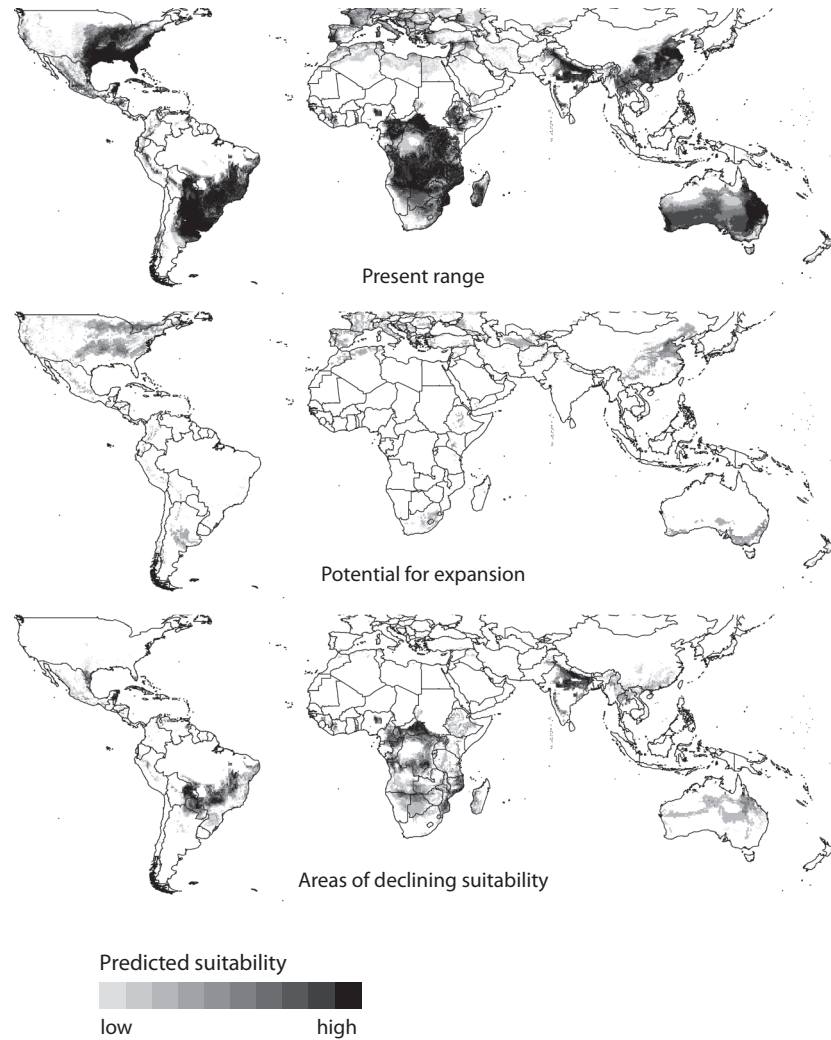 Present range
Potential for expansion
Areas of declining suitability
Predicted suitability
low high